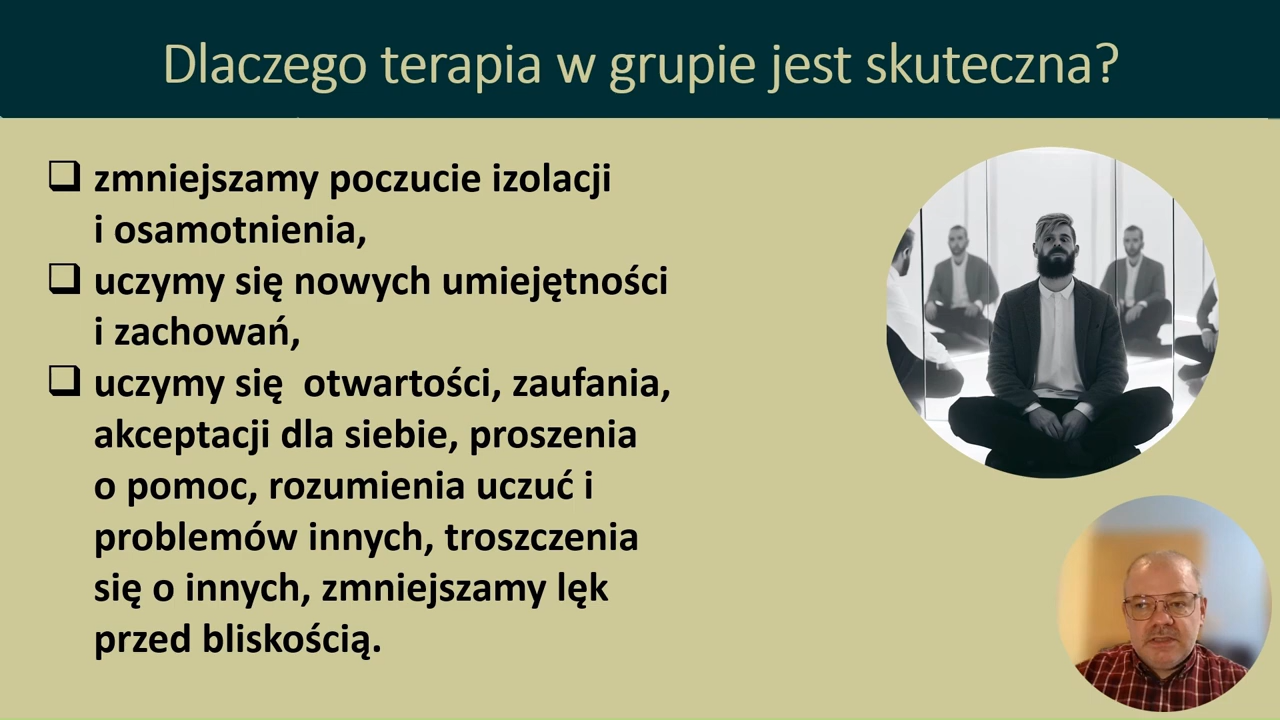 Dlaczego terapia w grupie jest skuteczna?
zmniejszamy poczucie izolacji
i osamotnienia,
uczymy się nowych umiejętności
i zachowań,
uczymy się  otwartości, zaufania,
akceptacji dla siebie, proszenia
o pomoc, rozumienia uczuć i
problemów innych, troszczenia
się o innych, zmniejszamy lęk
przed bliskością.